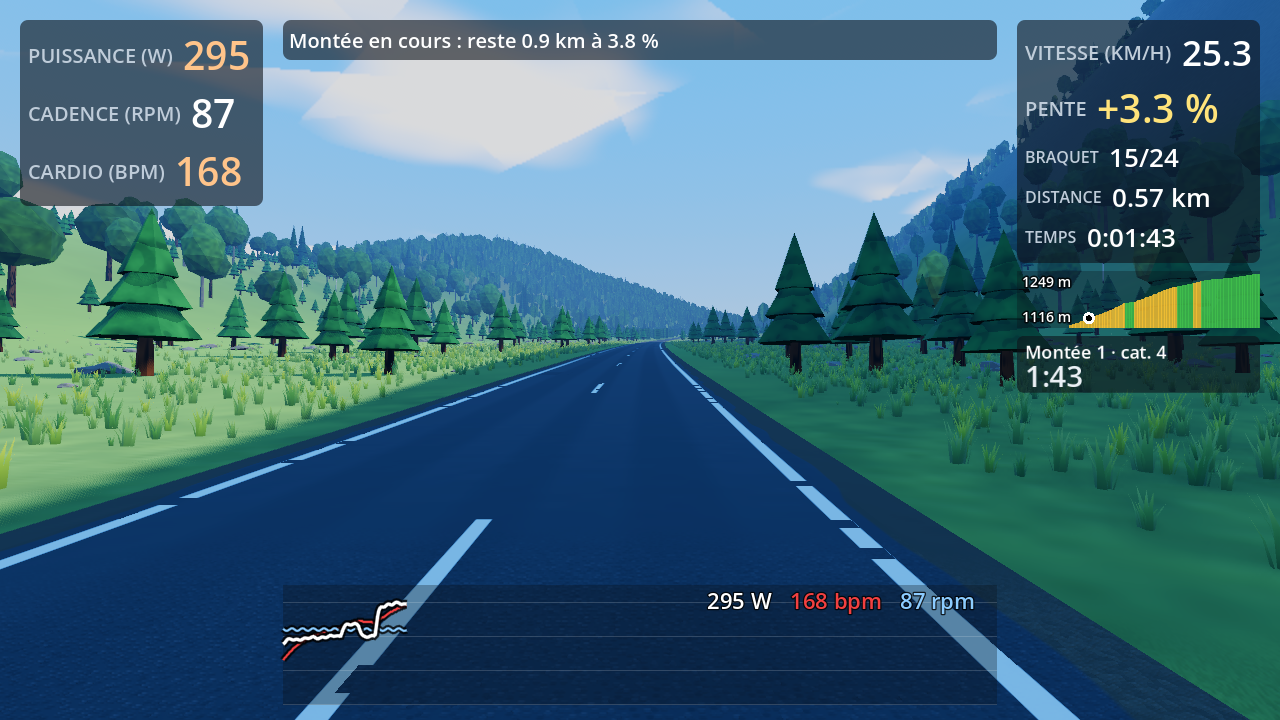 PUISSANCE (W) 295
CADENCE (RPM) 87
CARDIO (BPM) 168
Montée en cours : reste 0.9 km à 3.8 %
VITESSE (KM/H) 25.3
PENTE +3.3 %
BRAQUET 15/24
DISTANCE 0.57 km
TEMPS 0:01:43
1249 m
1116 m
Montée 1 · cat. 4
1:43
295 W 168 bpm 87 rpm